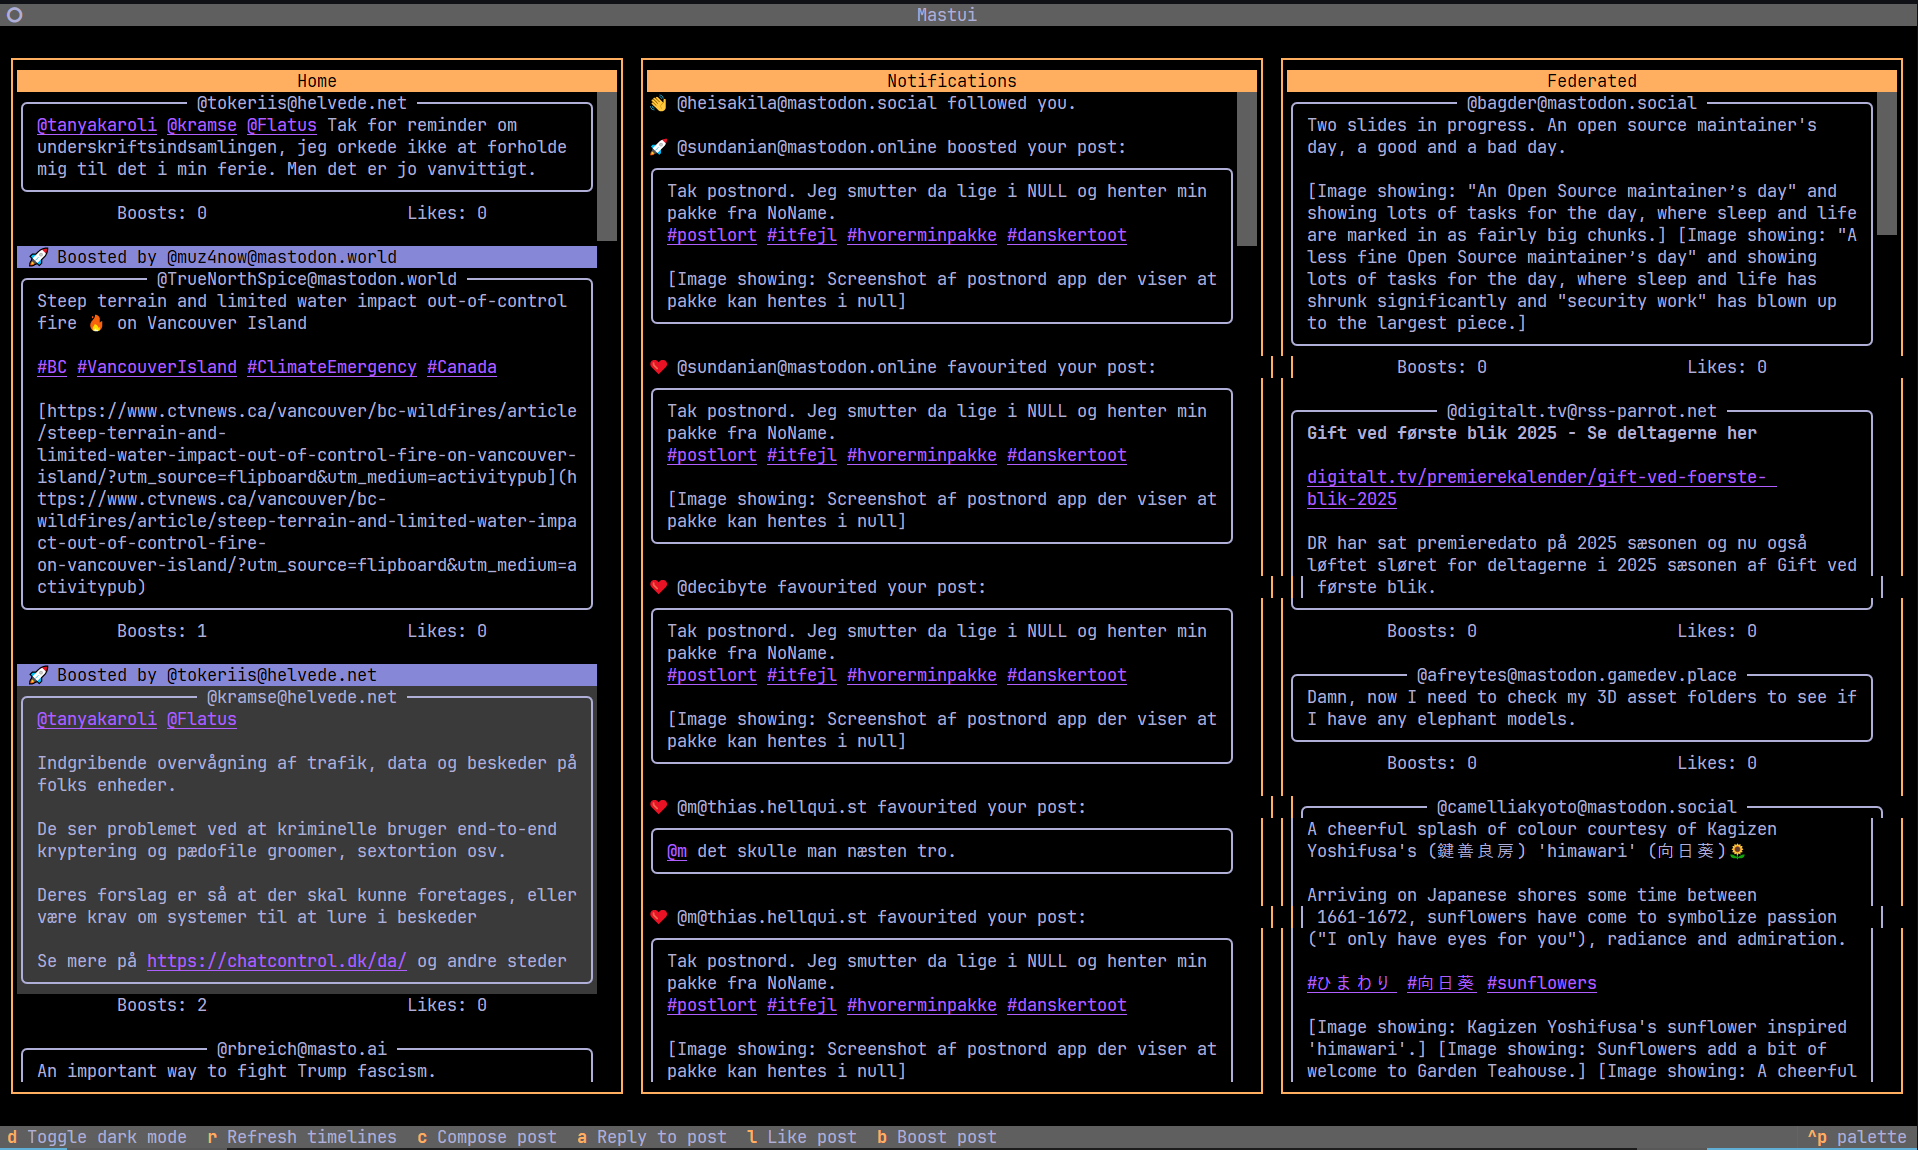 Mastui
Home
@tokeriis@helvede.net
@tanyakaroli @kramse @Flatus Tak for reminder om
underskriftsindsamlingen, jeg orkede ikke at forholde
mig til det i min ferie. Men det er jo vanvittigt.
Boosts: 0 Likes: 0
🚀 Boosted by @muz4now@mastodon.world
@TrueNorthSpice@mastodon.world
Steep terrain and limited water impact out-of-control
fire 🔥 on Vancouver Island
#BC #VancouverIsland #ClimateEmergency #Canada
[https://www.ctvnews.ca/vancouver/bc-wildfires/article
/steep-terrain-and-
limited-water-impact-out-of-control-fire-on-vancouver-
island/?utm_source=flipboard&utm_medium=activitypub](h
ttps://www.ctvnews.ca/vancouver/bc-
wildfires/article/steep-terrain-and-limited-water-impa
ct-out-of-control-fire-
on-vancouver-island/?utm_source=flipboard&utm_medium=a
ctivitypub)
Boosts: 1 Likes: 0
🚀 Boosted by @tokeriis@helvede.net
@kramse@helvede.net
@tanyakaroli @Flatus
Indgribende overvågning af trafik, data og beskeder på
folks enheder.
De ser problemet ved at kriminelle bruger end-to-end
kryptering og pædofile groomer, sextortion osv.
Deres forslag er så at der skal kunne foretages, eller
være krav om systemer til at lure i beskeder
Se mere på https://chatcontrol.dk/da/ og andre steder
Boosts: 2 Likes: 0
@rbreich@masto.ai
An important way to fight Trump fascism.
Notifications
👋 @heisakila@mastodon.social followed you.
🚀 @sundanian@mastodon.online boosted your post:
Tak postnord. Jeg smutter da lige i NULL og henter min
pakke fra NoName.
#postlort #itfejl #hvorerminpakke #danskertoot
[Image showing: Screenshot af postnord app der viser at
pakke kan hentes i null]
❤️ @sundanian@mastodon.online favourited your post:
Tak postnord. Jeg smutter da lige i NULL og henter min
pakke fra NoName.
#postlort #itfejl #hvorerminpakke #danskertoot
[Image showing: Screenshot af postnord app der viser at
pakke kan hentes i null]
❤️ @decibyte favourited your post:
Tak postnord. Jeg smutter da lige i NULL og henter min
pakke fra NoName.
#postlort #itfejl #hvorerminpakke #danskertoot
[Image showing: Screenshot af postnord app der viser at
pakke kan hentes i null]
❤️ @m@thias.hellqui.st favourited your post:
@m det skulle man næsten tro.
❤️ @m@thias.hellqui.st favourited your post:
Tak postnord. Jeg smutter da lige i NULL og henter min
pakke fra NoName.
#postlort #itfejl #hvorerminpakke #danskertoot
[Image showing: Screenshot af postnord app der viser at
pakke kan hentes i null]
Federated
@bagder@mastodon.social
Two slides in progress. An open source maintainer's
day, a good and a bad day.
[Image showing: "An Open Source maintainer’s day" and
showing lots of tasks for the day, where sleep and life
are marked in as fairly big chunks.] [Image showing: "A
less fine Open Source maintainer’s day" and showing
lots of tasks for the day, where sleep and life has
shrunk significantly and "security work" has blown up
to the largest piece.]
Boosts: 0 Likes: 0
@digitalt.tv@rss-parrot.net
Gift ved første blik 2025 - Se deltagerne her
digitalt.tv/premierekalender/gift-ved-foerste-
blik-2025
DR har sat premieredato på 2025 sæsonen og nu også
løftet sløret for deltagerne i 2025 sæsonen af Gift ved
første blik.
Boosts: 0 Likes: 0
@afreytes@mastodon.gamedev.place
Damn, now I need to check my 3D asset folders to see if
I have any elephant models.
Boosts: 0 Likes: 0
@camelliakyoto@mastodon.social
A cheerful splash of colour courtesy of Kagizen
Yoshifusa's (鍵善良房) 'himawari' (向日葵)🌻
Arriving on Japanese shores some time between
1661-1672, sunflowers have come to symbolize passion
("I only have eyes for you"), radiance and admiration.
#ひまわり #向日葵 #sunflowers
[Image showing: Kagizen Yoshifusa's sunflower inspired
'himawari'.] [Image showing: Sunflowers add a bit of
welcome to Garden Teahouse.] [Image showing: A cheerful
d Toggle dark mode r Refresh timelines c Compose post a Reply to post l Like post b Boost post ^p palette